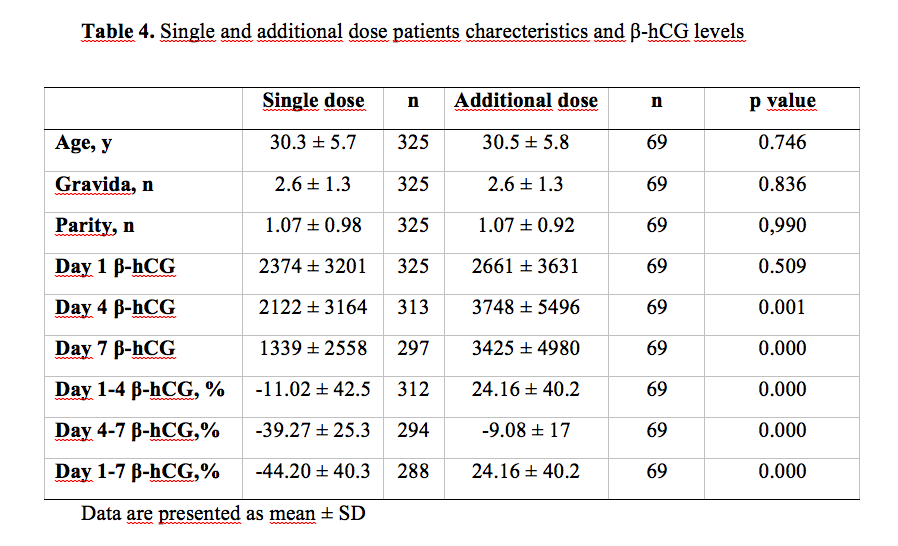 Table 4. Single and additional dose patients charecteristics and β-hCG levels
Single dose n Additional dose n p value
Age, y 30.3 ± 5.7 325 30.5 ± 5.8 69 0.746
Gravida, n 2.6 ± 1.3 325 2.6 ± 1.3 69 0.836
Parity, n 1.07 ± 0.98 325 1.07 ± 0.92 69 0,990
Day 1 β-hCG 2374 ± 3201 325 2661 ± 3631 69 0.509
Day 4 β-hCG 2122 ± 3164 313 3748 ± 5496 69 0.001
Day 7 β-hCG 1339 ± 2558 297 3425 ± 4980 69 0.000
Day 1-4 β-hCG, % -11.02 ± 42.5 312 24.16 ± 40.2 69 0.000
Day 4-7 β-hCG,% -39.27 ± 25.3 294 -9.08 ± 17 69 0.000
Day 1-7 β-hCG,% -44.20 ± 40.3 288 24.16 ± 40.2 69 0.000
Data are presented as mean ± SD